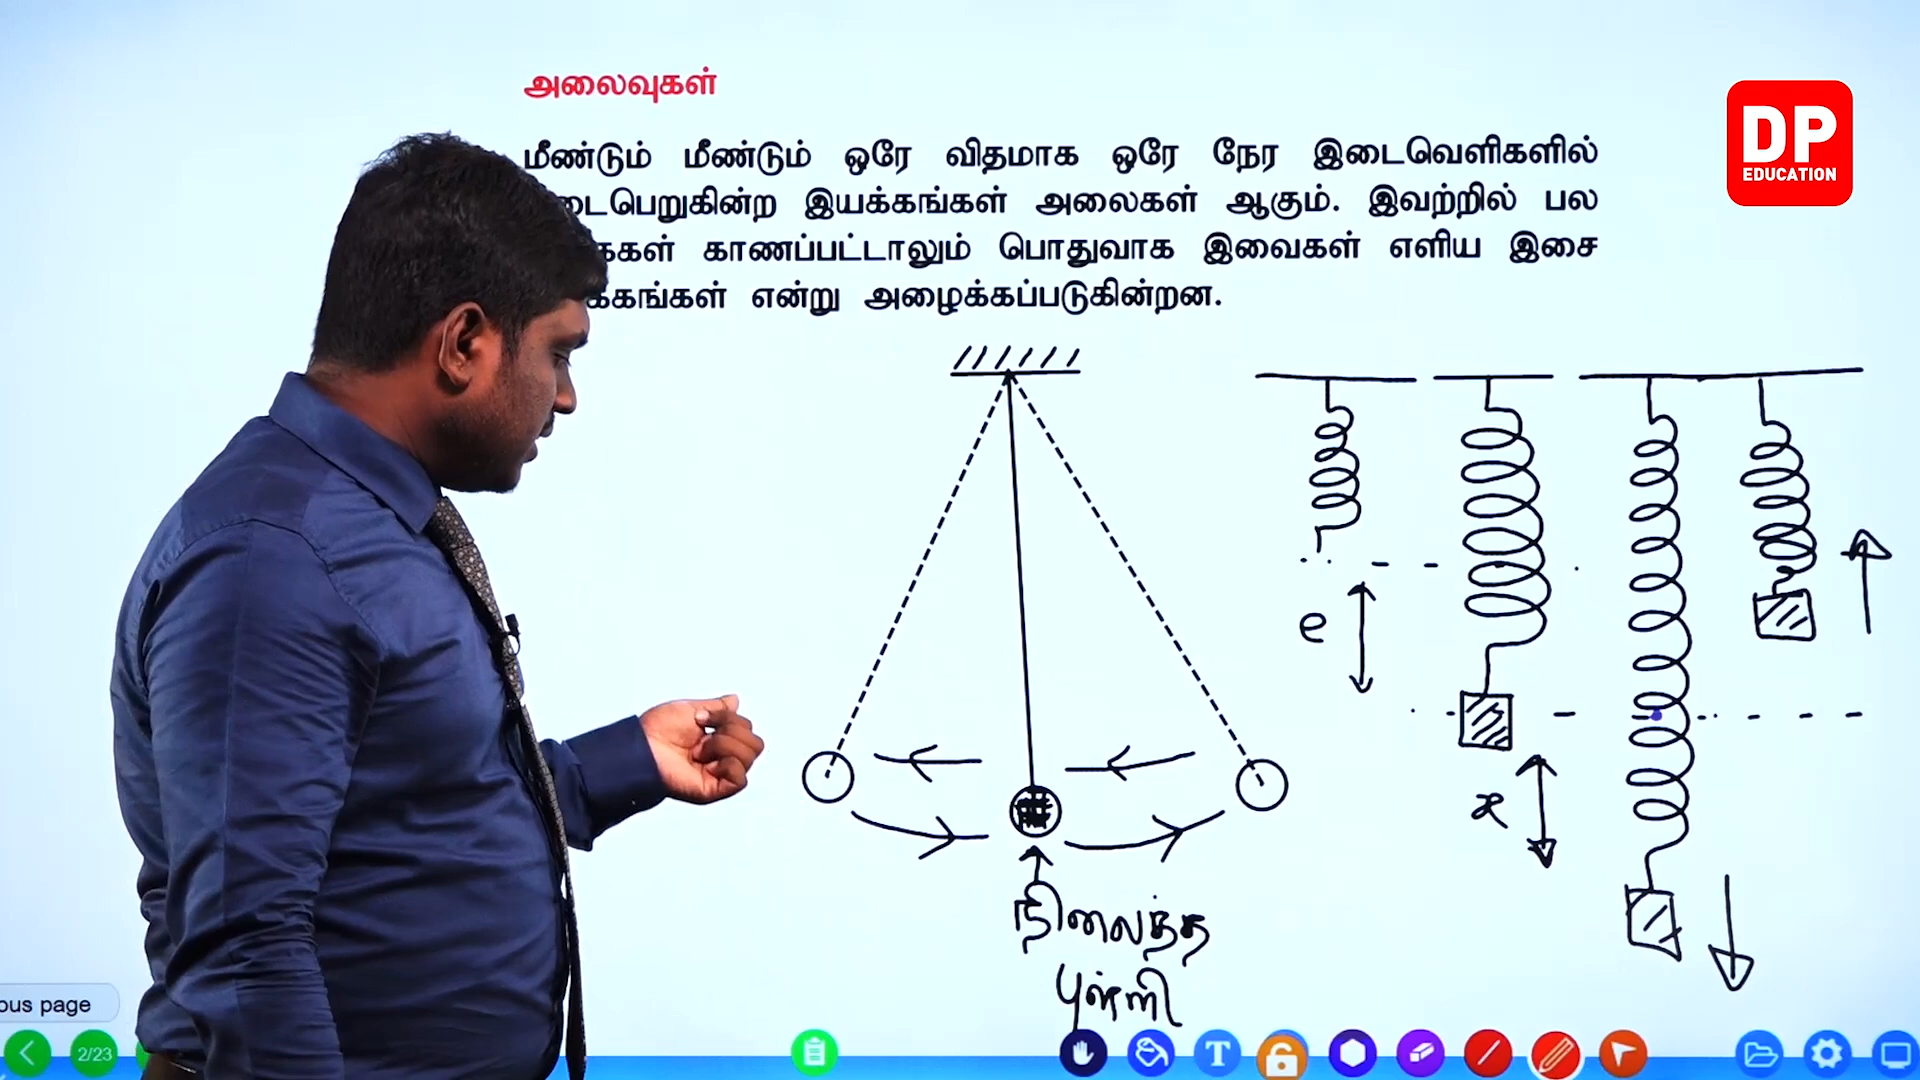 அலைவுகள்
DP
EDUCATION
மீண்டும் மீண்டும் ஒரே விதமாக ஒரே நேர இடைவெளிகளில்
டைபெறுகின்ற இயக்கங்கள் அலைகள் ஆகும். இவற்றில் பல
ககள் காணப்பட்டாலும் பொதுவாக இவைகள் எளிய இசை
க்கங்கள் என்று அழைக்கப்படுகின்றன.
e
x
நிலைத்த
புள்ளி
ous page
2/23
T